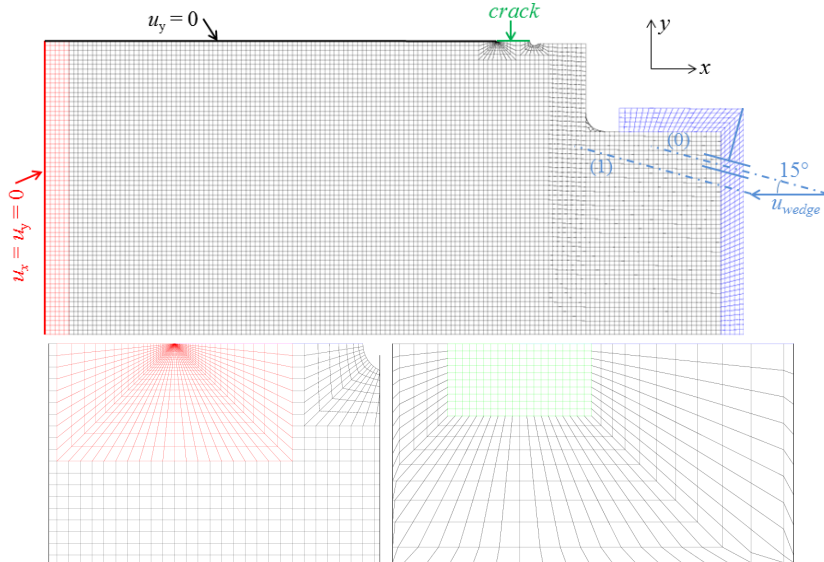 u_y = 0
crack
y
x
(0)
(1)
15°
u_wedge
u_x = u_y = 0